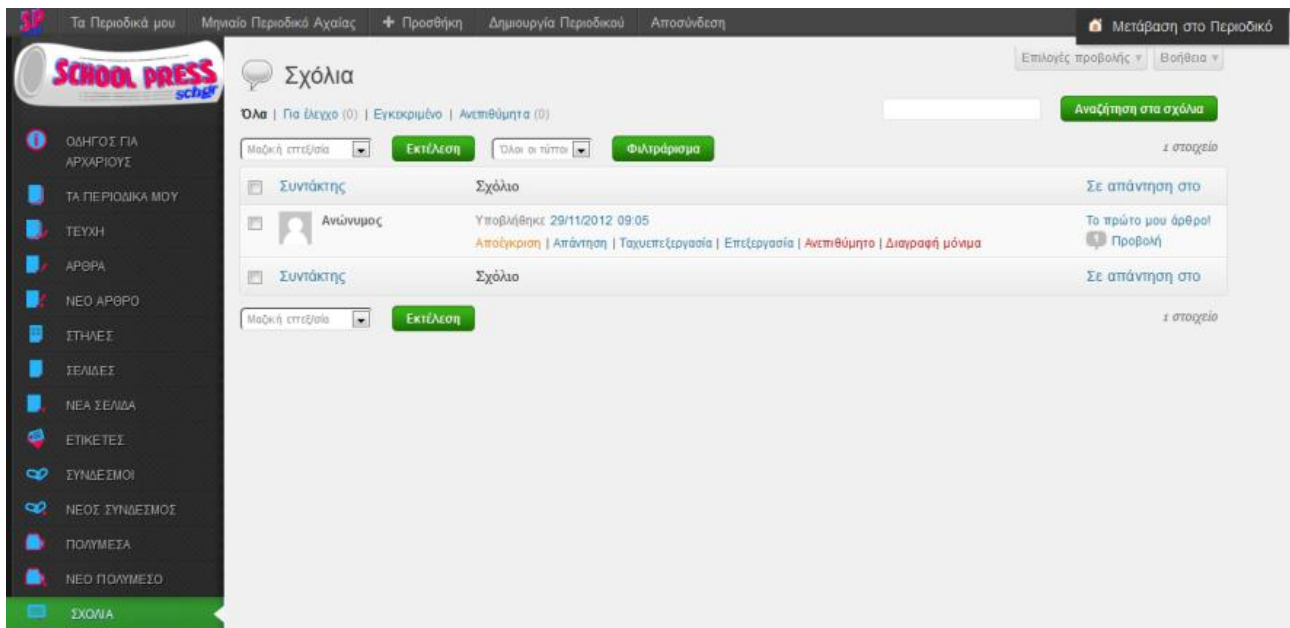 SP Τα Περιοδικά μου Μηνιαίο Περιοδικό Αχαίας + Προσθήκη Δημιουργία Περιοδικού Αποσύνδεση Μετάβαση στο Περιοδικό
SCHOOL PRESS
schgr
ΟΔΗΓΟΣ ΓΙΑ
ΑΡΧΑΡΙΟΥΣ
ΤΑ ΠΕΡΙΟΔΙΚΑ ΜΟΥ
ΤΕΥΧΗ
ΑΡΘΡΑ
ΝΕΟ ΑΡΘΡΟ
ΣΤΗΛΕΣ
ΣΕΛΙΔΕΣ
ΝΕΑ ΣΕΛΙΔΑ
ΕΤΙΚΕΤΕΣ
ΣΥΝΔΕΣΜΟΙ
ΝΕΟΣ ΣΥΝΔΕΣΜΟΣ
ΠΟΛΥΜΕΣΑ
ΝΕΟ ΠΟΛΥΜΕΣΟ
ΣΧΟΛΙΑ
Επιλογές προβολής Βοήθεια
Σχόλια
Όλα | Για έλεγχο (0) | Εγκεκριμένο | Ανεπιθύμητα (0) Αναζήτηση στα σχόλια
Μαζική επεξ/σία Εκτέλεση Όλοι οι τύποι Φιλτράρισμα 1 στοιχείο
Συντάκτης Σχόλιο Σε απάντηση στο
Ανώνυμος Υποβλήθηκε 29/11/2012 09:05 Το πρώτο μου άρθρο!
Αποέγκριση | Απάντηση | Ταχυεπεξεργασία | Επεξεργασία | Ανεπιθύμητο | Διαγραφή μόνιμα 1 Προβολή
Συντάκτης Σχόλιο Σε απάντηση στο
Μαζική επεξ/σία Εκτέλεση 1 στοιχείο